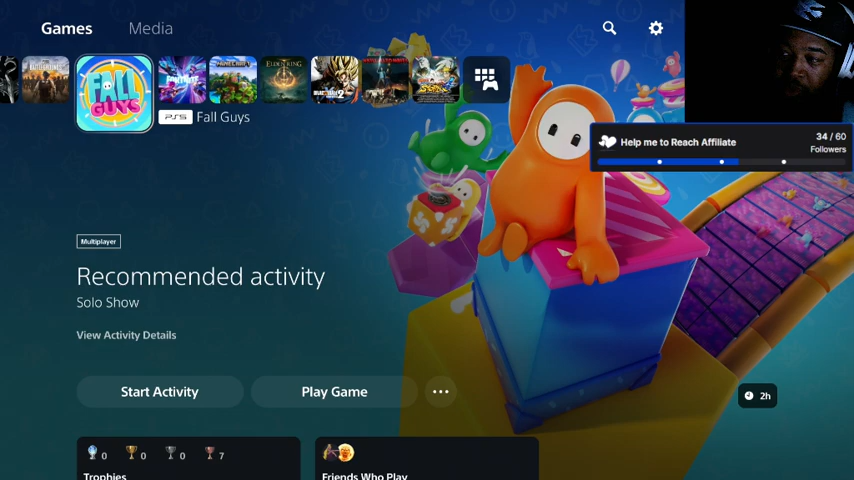 Games
Media
FALL GUYS
PS5 Fall Guys
Help me to Reach Affiliate
34 / 60
Followers
Multiplayer
Recommended activity
Solo Show
View Activity Details
Start Activity
Play Game
2h
0
0
0
7
Trophies
Friends Who Play